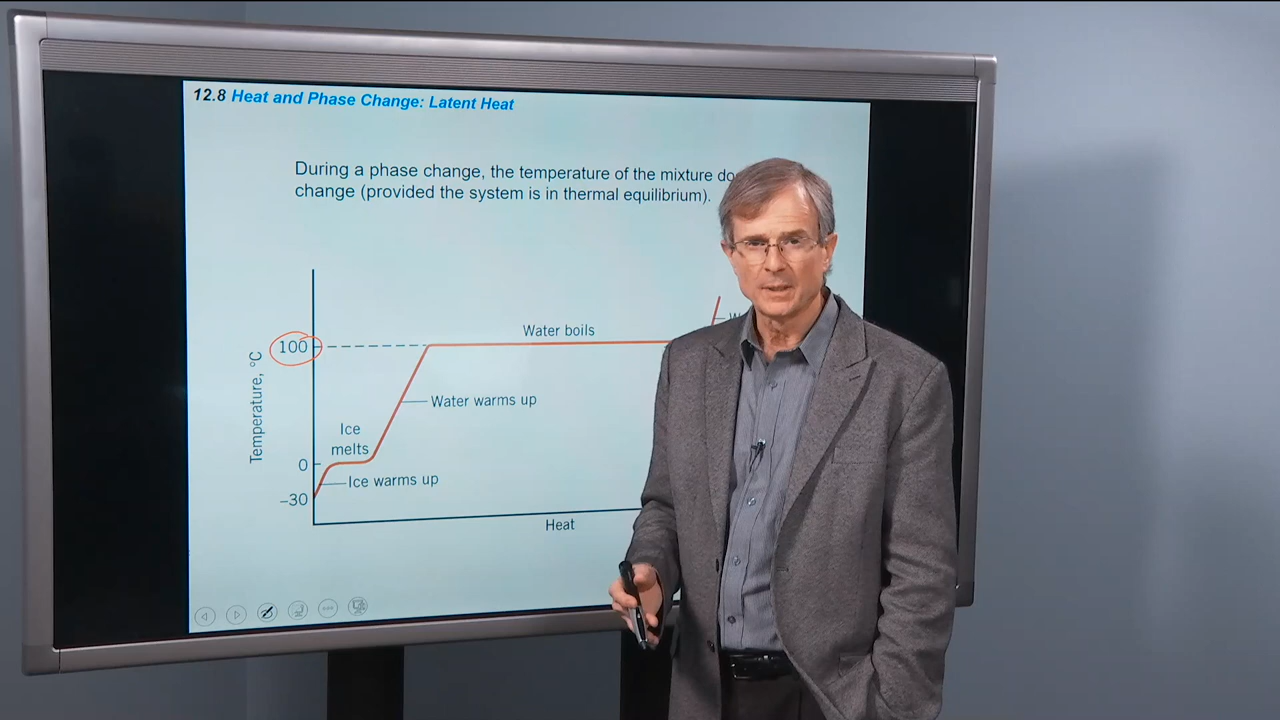 12.8 Heat and Phase Change: Latent Heat
During a phase change, the temperature of the mixture
change (provided the system is in thermal equilibrium).
Water boils
100
Temperature, °C
Water warms up
Ice
melts
0
Ice warms up
−30
Heat